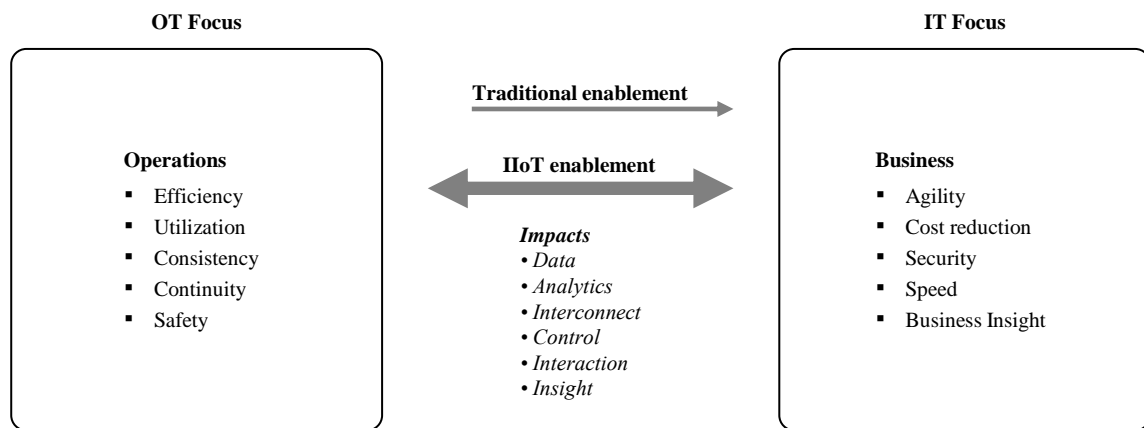 OT Focus
IT Focus
Traditional enablement
IIoT enablement
Operations
▪ Efficiency
▪ Utilization
▪ Consistency
▪ Continuity
▪ Safety
Impacts
• Data
• Analytics
• Interconnect
• Control
• Interaction
• Insight
Business
▪ Agility
▪ Cost reduction
▪ Security
▪ Speed
▪ Business Insight